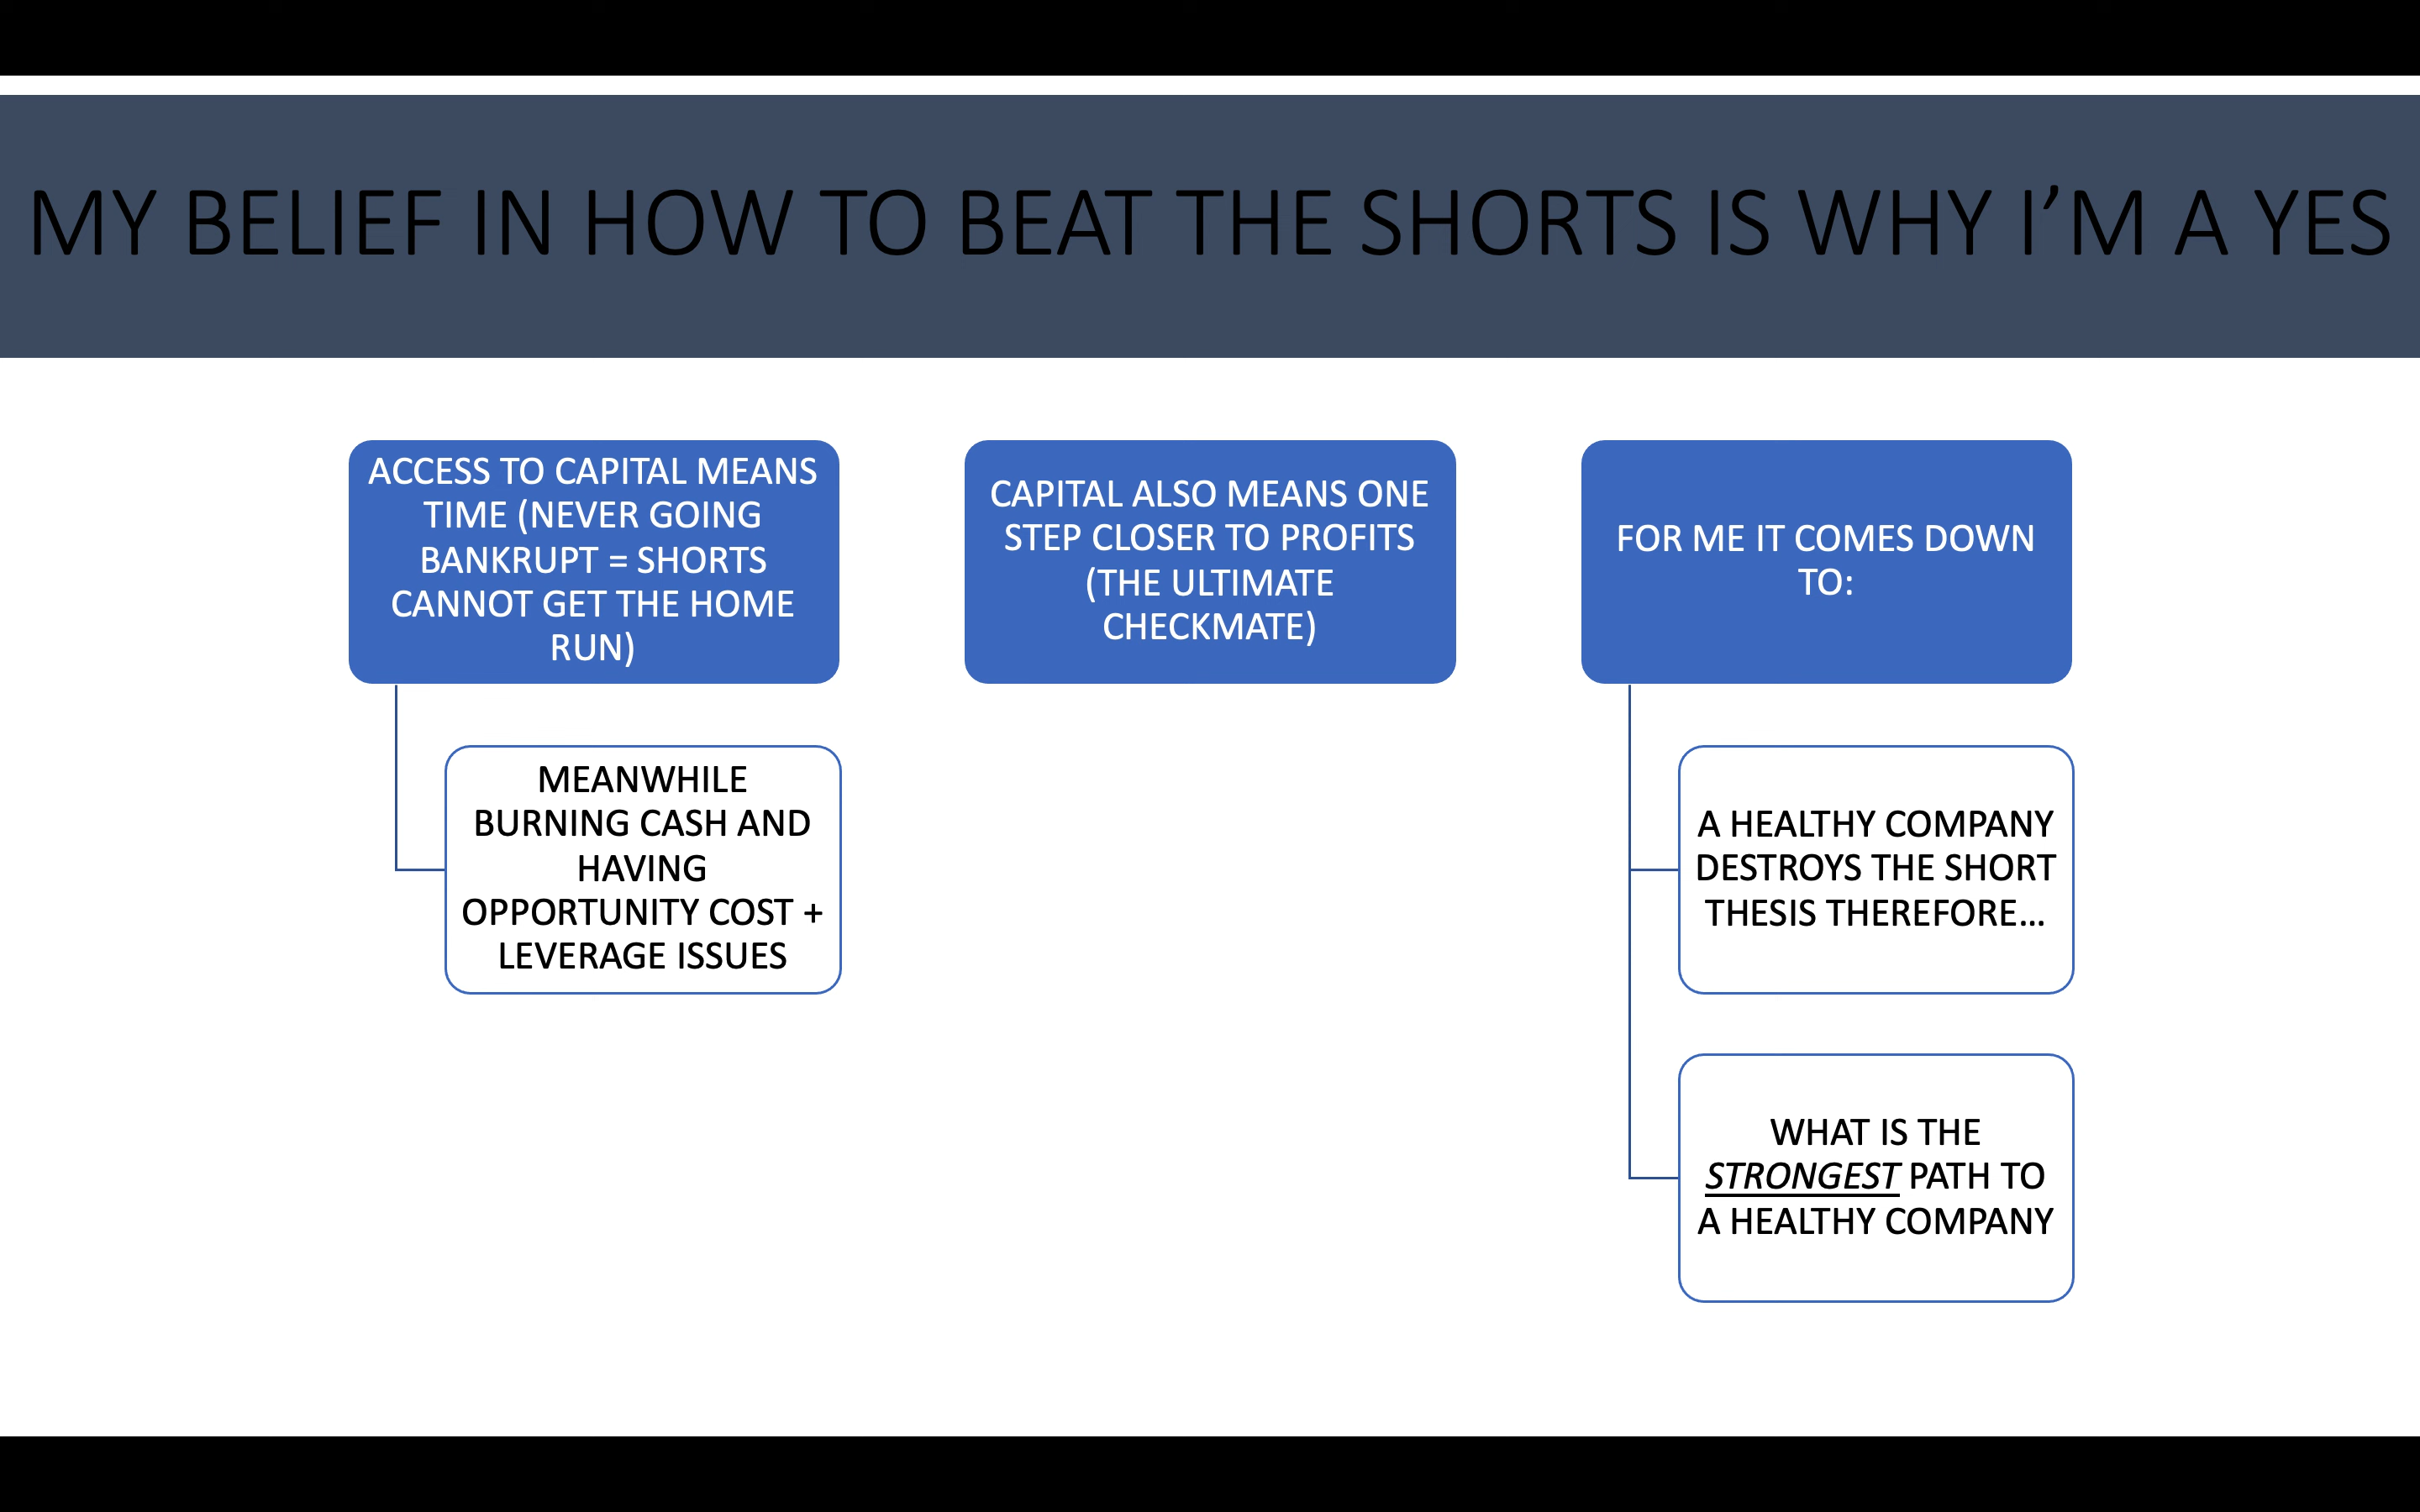 MY BELIEF IN HOW TO BEAT THE SHORTS IS WHY I’M A YES
ACCESS TO CAPITAL MEANS
TIME (NEVER GOING
BANKRUPT = SHORTS
CANNOT GET THE HOME
RUN)
MEANWHILE
BURNING CASH AND
HAVING
OPPORTUNITY COST +
LEVERAGE ISSUES
CAPITAL ALSO MEANS ONE
STEP CLOSER TO PROFITS
(THE ULTIMATE
CHECKMATE)
FOR ME IT COMES DOWN
TO:
A HEALTHY COMPANY
DESTROYS THE SHORT
THESIS THEREFORE…
WHAT IS THE
STRONGEST PATH TO
A HEALTHY COMPANY